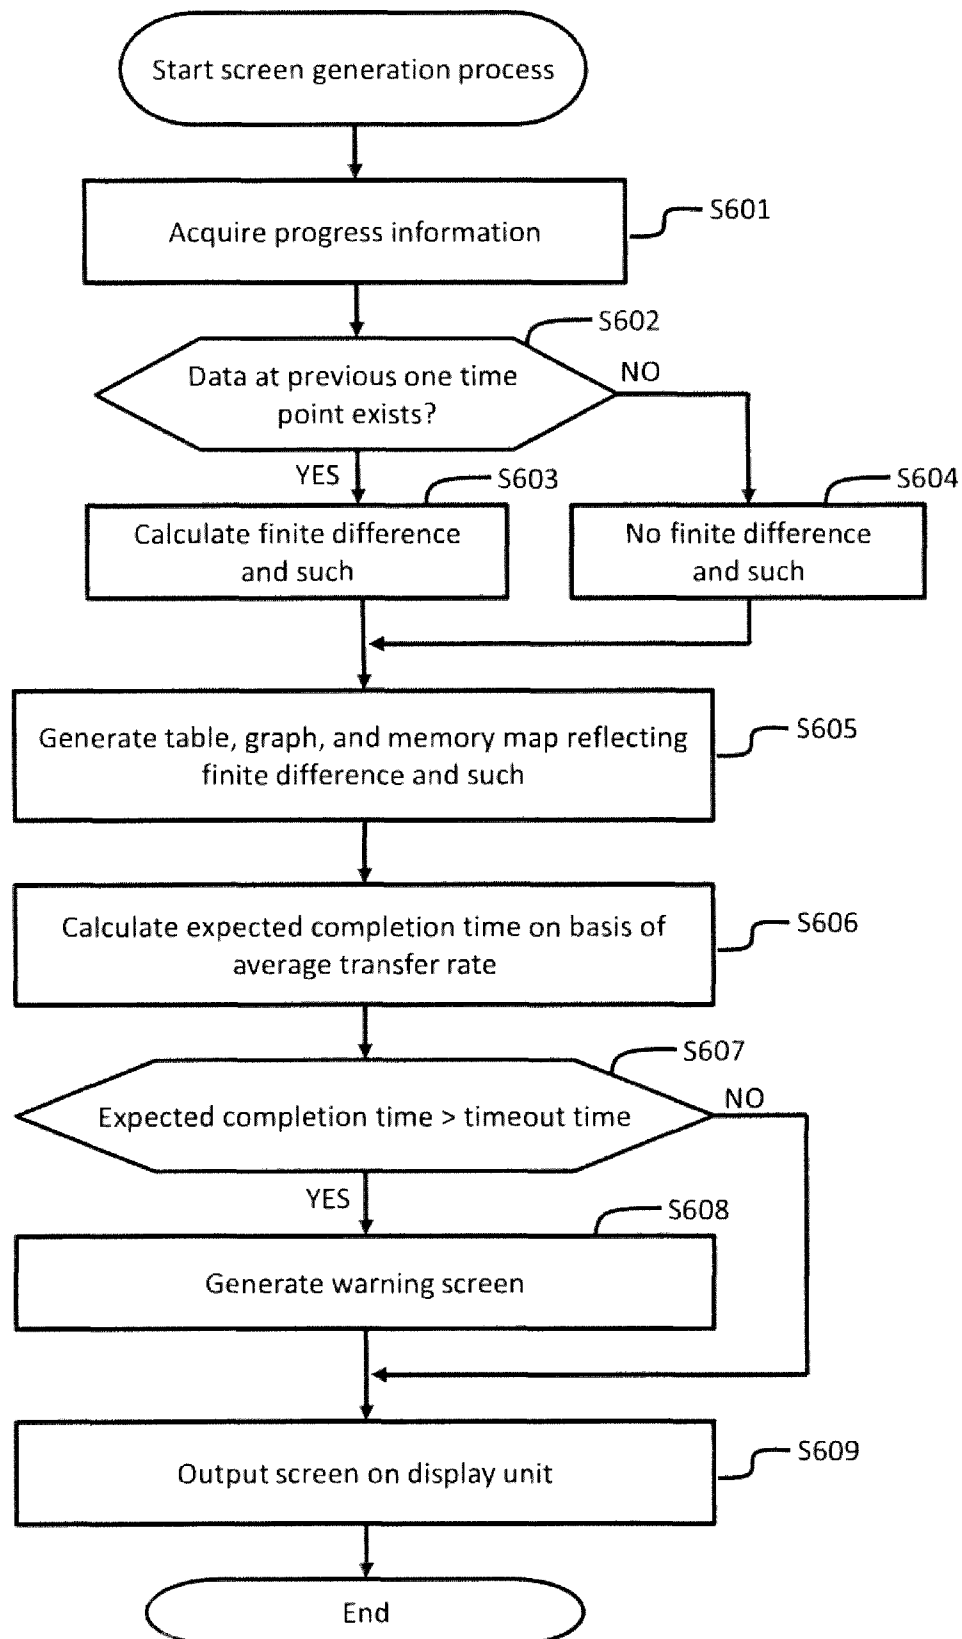 Start screen generation process
Acquire progress information
S601
S602
Data at previous one time
point exists?
NO
YES
S603
Calculate finite difference
and such
S604
No finite difference
and such
Generate table, graph, and memory map reflecting
finite difference and such
S605
Calculate expected completion time on basis of
average transfer rate
S606
S607
Expected completion time > timeout time
NO
YES
S608
Generate warning screen
Output screen on display unit
S609
End